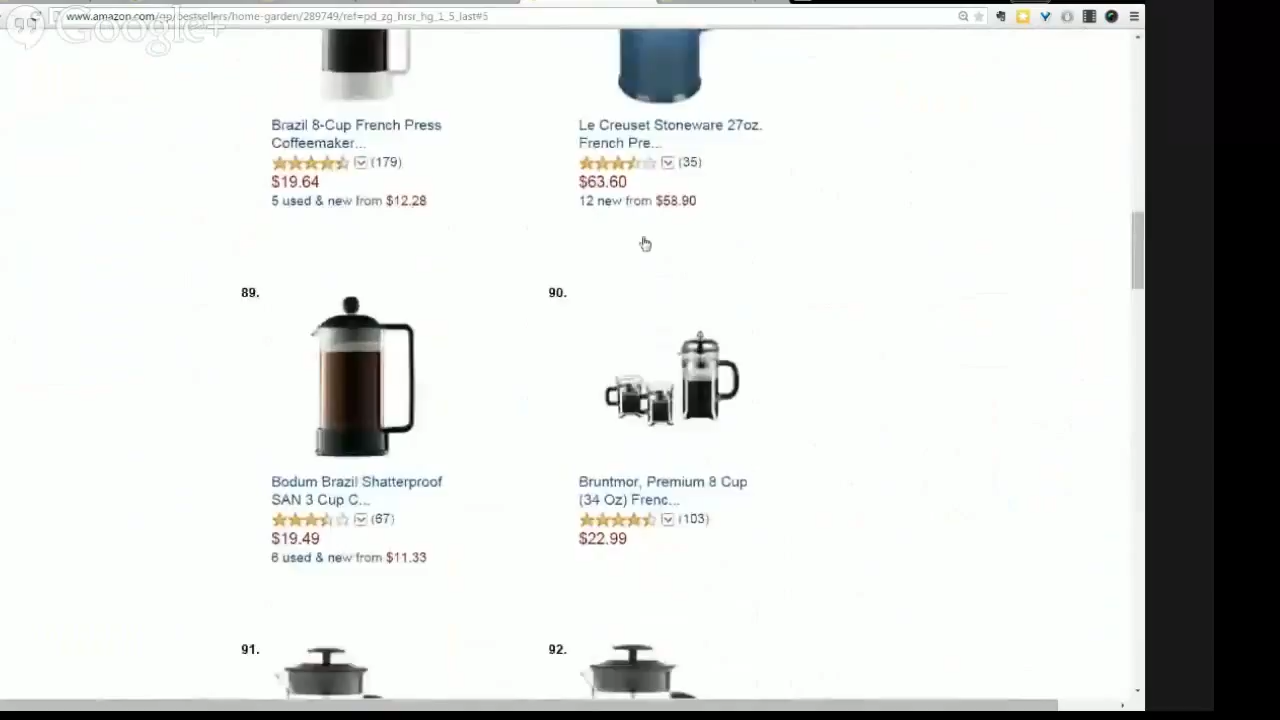 www.amazon.com/gp/bestsellers/home-garden/289749/ref=pd_zg_hrsr_hg_1_5_last#5
Google+
Brazil 8-Cup French Press
Coffeemaker...
(179)
$19.64
5 used & new from $12.28
Le Creuset Stoneware 27oz.
French Pre...
(35)
$63.60
12 new from $58.90
89.
Bodum Brazil Shatterproof
SAN 3 Cup C...
(67)
$19.49
6 used & new from $11.33
90.
Bruntmor, Premium 8 Cup
(34 Oz) Frenc...
(103)
$22.99
91.
92.